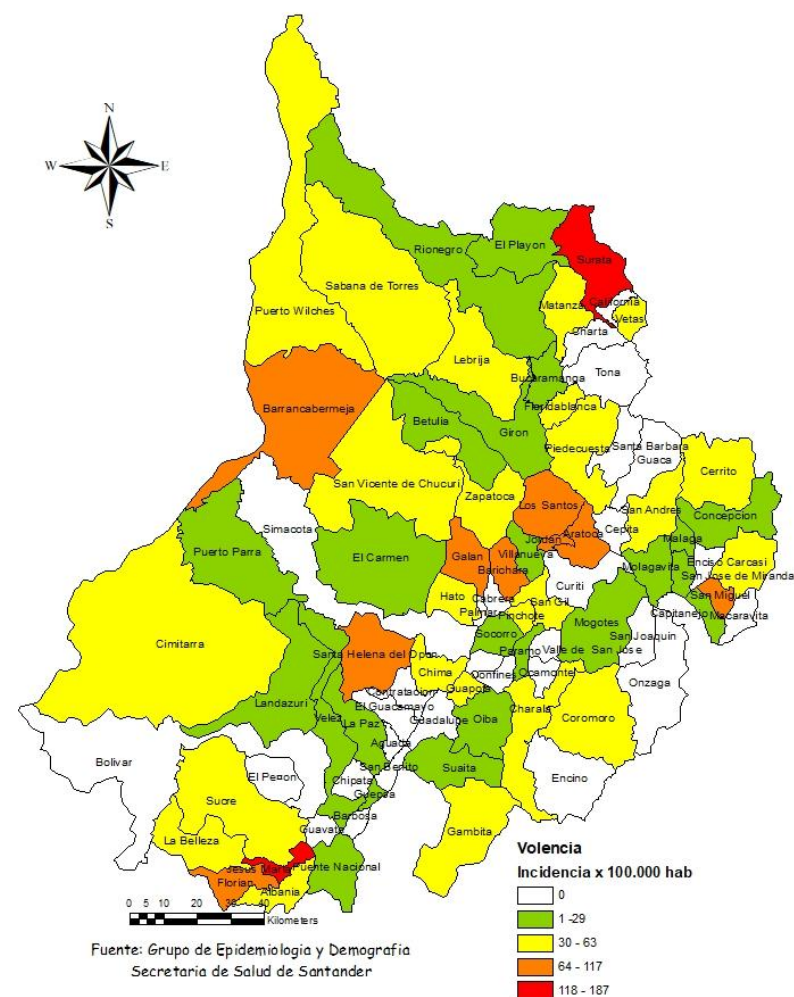 N
W E
S
Rionegro
El Playon
Surata
Sabana de Torres
California
Matanza
Vetas
Puerto Wilches
Charta
Lebrija
Tona
Bucaramanga
Barrancabermeja
Floridablanca
Betulia
Giron
Piedecuesta
Santa Barbara
Guaca
Cerrito
San Vicente de Chucuri
Zapatoca
Los Santos
San Andres
Concepcion
Simacota
Aratoca
Cepita
Jordan
Malaga
Puerto Parra
El Carmen
Galan
Villanueva
Enciso
Carcasi
Barichara
Curiti
Molagavita
San Jose de Miranda
Hato
Cabrera
San Gil
San Miguel
Palmar
Pinchote
Mogotes
Capitanejo
Macaravita
Socorro
San Joaquin
Cimitarra
Paramo
Valle de San Jose
Santa Helena del Opon
Chima
Confines
Ocamonte
Onzaga
Guapota
Contratacion
Landazuri
El Guacamayo
Charala
Velez
La Paz
Guadalupe
Oiba
Coromoro
Aguada
Bolivar
San Benito
Suaita
El Peñon
Chipata
Encino
Guepsa
Sucre
Barbosa
Guavata
Gambita
La Belleza
Jesus Maria
Puente Nacional
Florian
Albania
0 5 10 20 30 40
Kilometers
Volencia
Incidencia x 100.000 hab
0
1 -29
30 - 63
64 - 117
118 - 187
Fuente: Grupo de Epidemiologia y Demografia
Secretaria de Salud de Santander